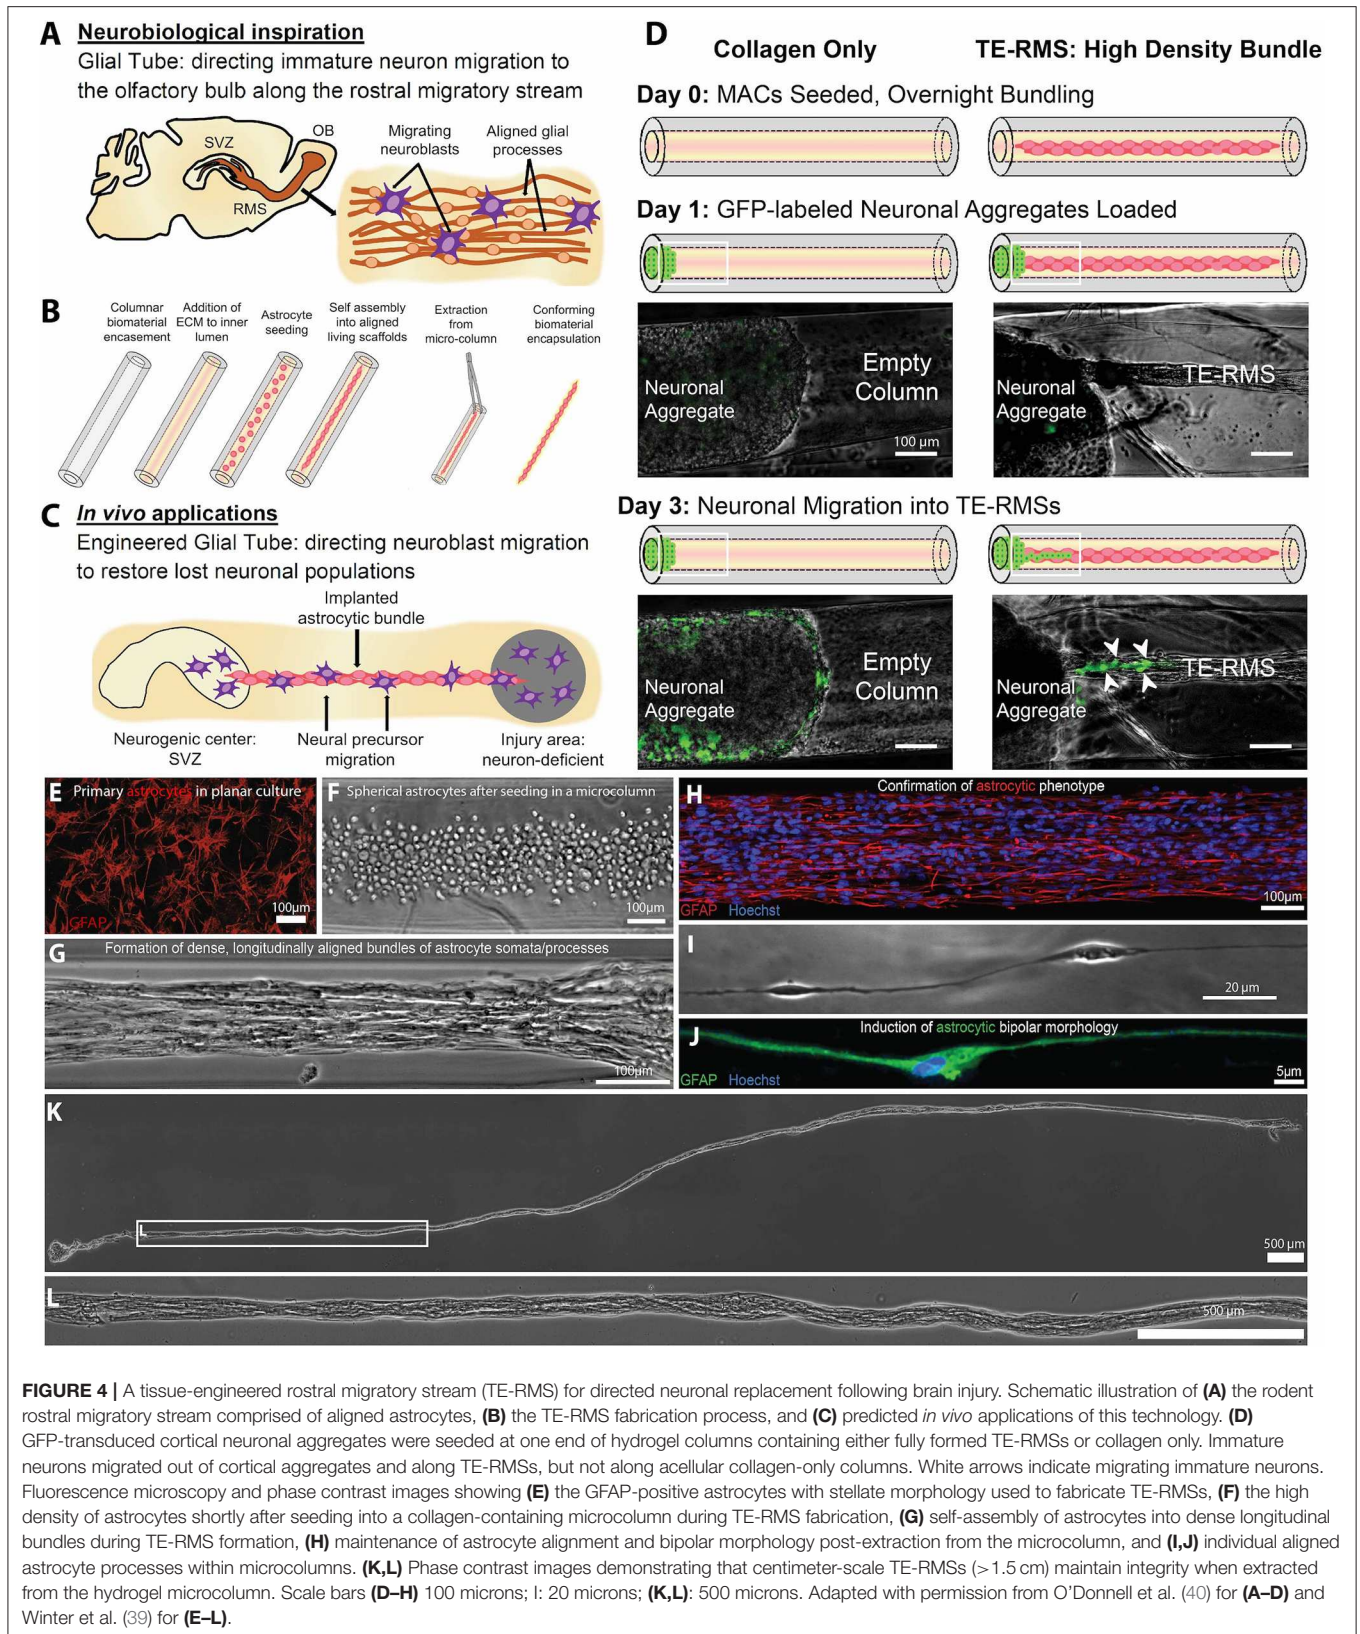 A Neurobiological inspiration
Glial Tube: directing immature neuron migration to
the olfactory bulb along the rostral migratory stream
SVZ
OB
RMS
Migrating
neuroblasts
Aligned glial
processes
B
Columnar
biomaterial
encasement
Addition of
ECM to inner
lumen
Astrocyte
seeding
Self assembly
into aligned
living scaffolds
Extraction
from
micro-column
Conforming
biomaterial
encapsulation
C In vivo applications
Engineered Glial Tube: directing neuroblast migration
to restore lost neuronal populations
Implanted
astrocytic bundle
Neurogenic center:
SVZ
Neural precursor
migration
Injury area:
neuron-deficient
D
Collagen Only
TE-RMS: High Density Bundle
Day 0: MACs Seeded, Overnight Bundling
Day 1: GFP-labeled Neuronal Aggregates Loaded
Neuronal
Aggregate
Empty
Column
100 µm
Neuronal
Aggregate
TE-RMS
Day 3: Neuronal Migration into TE-RMSs
Neuronal
Aggregate
Empty
Column
Neuronal
Aggregate
TE-RMS
E Primary astrocytes in planar culture
GFAP
100µm
F Spherical astrocytes after seeding in a microcolumn
100µm
G Formation of dense, longitudinally aligned bundles of astrocyte somata/processes
100µm
H Confirmation of astrocytic phenotype
GFAP Hoechst
100µm
I
20 µm
J Induction of astrocytic bipolar morphology
GFAP Hoechst
5µm
K
L
500 µm
L
500 µm
FIGURE 4 | A tissue-engineered rostral migratory stream (TE-RMS) for directed neuronal replacement following brain injury. Schematic illustration of (A) the rodent
rostral migratory stream comprised of aligned astrocytes, (B) the TE-RMS fabrication process, and (C) predicted in vivo applications of this technology. (D)
GFP-transduced cortical neuronal aggregates were seeded at one end of hydrogel columns containing either fully formed TE-RMSs or collagen only. Immature
neurons migrated out of cortical aggregates and along TE-RMSs, but not along acellular collagen-only columns. White arrows indicate migrating immature neurons.
Fluorescence microscopy and phase contrast images showing (E) the GFAP-positive astrocytes with stellate morphology used to fabricate TE-RMSs, (F) the high
density of astrocytes shortly after seeding into a collagen-containing microcolumn during TE-RMS fabrication, (G) self-assembly of astrocytes into dense longitudinal
bundles during TE-RMS formation, (H) maintenance of astrocyte alignment and bipolar morphology post-extraction from the microcolumn, and (I,J) individual aligned
astrocyte processes within microcolumns. (K,L) Phase contrast images demonstrating that centimeter-scale TE-RMSs (>1.5 cm) maintain integrity when extracted
from the hydrogel microcolumn. Scale bars (D–H) 100 microns; I: 20 microns; (K,L): 500 microns. Adapted with permission from O'Donnell et al. (40) for (A–D) and
Winter et al. (39) for (E–L).